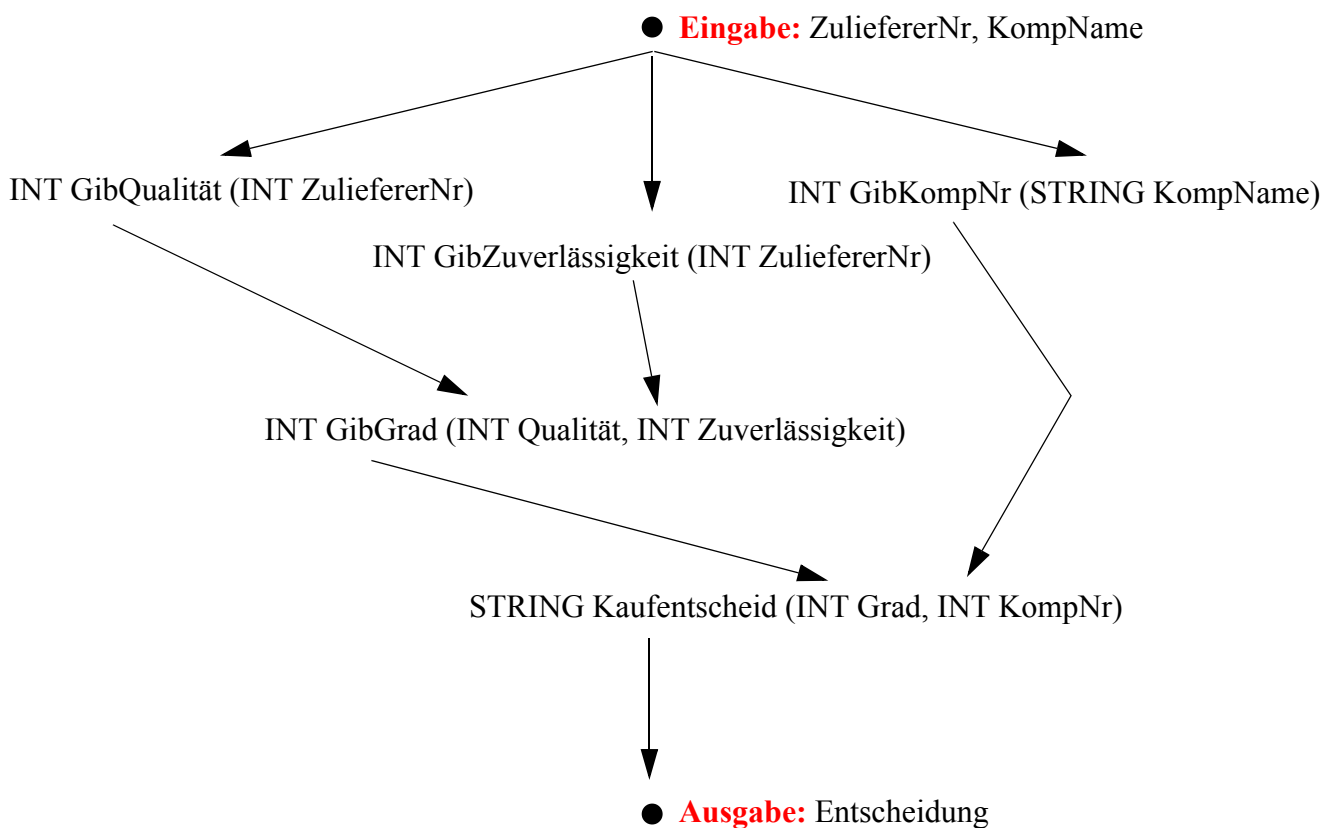 Eingabe: ZuliefererNr, KompName
INT GibQualität (INT ZuliefererNr)
INT GibKompNr (STRING KompName)
INT GibZuverlässigkeit (INT ZuliefererNr)
INT GibGrad (INT Qualität, INT Zuverlässigkeit)
STRING Kaufentscheid (INT Grad, INT KompNr)
Ausgabe: Entscheidung